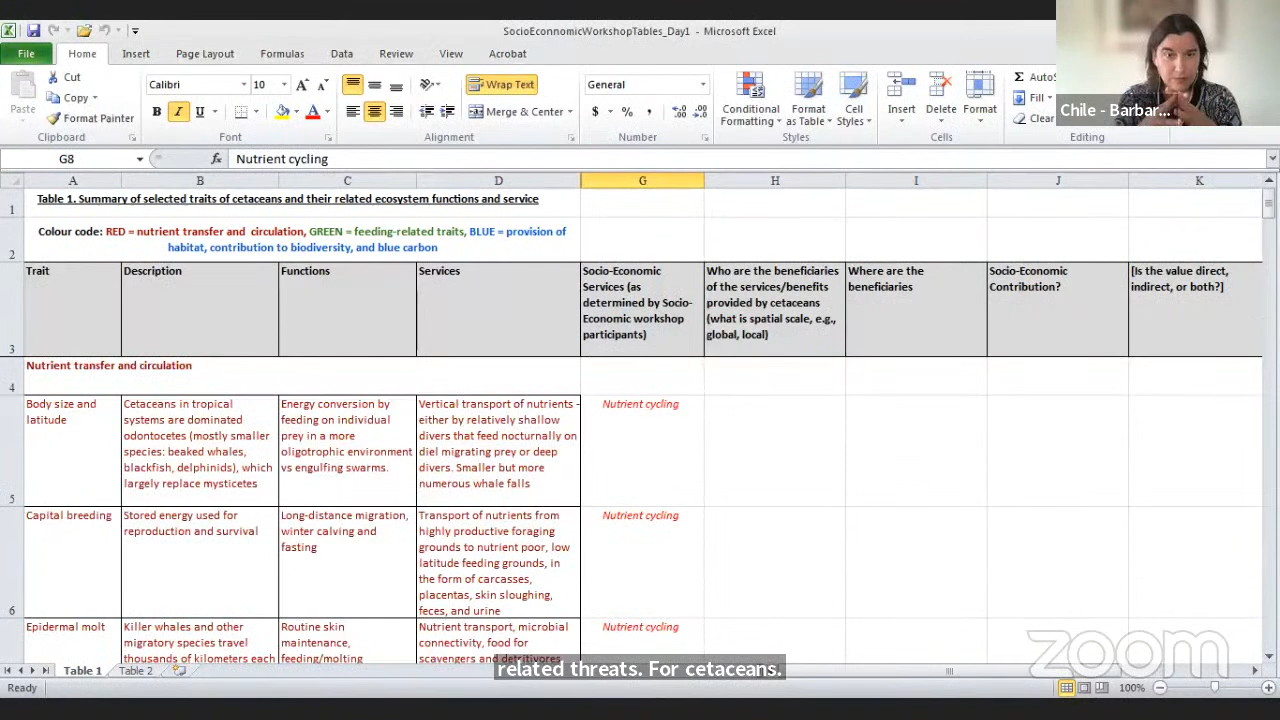 SocioEconnomicWorkshopTables_Day1 - Microsoft Excel
File Home Insert Page Layout Formulas Data Review View Acrobat
Paste
Cut
Copy
Format Painter
Clipboard
Calibri 10
B I U
Font
Wrap Text
Merge & Center
Alignment
General
$ % ,
Number
Conditional Formatting
Format as Table
Cell Styles
Styles
Insert Delete Format
Cells
Fill
Editing
Chile - Barbar...
G8 fx Nutrient cycling
A B C D G H I J K
1
Table 1. Summary of selected traits of cetaceans and their related ecosystem functions and service
2
Colour code: RED = nutrient transfer and circulation, GREEN = feeding-related traits, BLUE = provision of
habitat, contribution to biodiversity, and blue carbon
3
Trait
Description
Functions
Services
Socio-Economic
Services (as
determined by Socio-
Economic workshop
participants)
Who are the beneficiaries
of the services/benefits
provided by cetaceans
(what is spatial scale, e.g.,
global, local)
Where are the
beneficiaries
Socio-Economic
Contribution?
[Is the value direct,
indirect, or both?]
4
Nutrient transfer and circulation
5
Body size and
latitude
Cetaceans in tropical
systems are dominated
odontocetes (mostly smaller
species: beaked whales,
blackfish, delphinids), which
largely replace mysticetes
Energy conversion by
feeding on individual
prey in a more
oligotrophic environment
vs engulfing swarms.
Vertical transport of nutrients -
either by relatively shallow
divers that feed nocturnally on
diel migrating prey or deep
divers. Smaller but more
numerous whale falls
Nutrient cycling
6
Capital breeding
Stored energy used for
reproduction and survival
Long-distance migration,
winter calving and
fasting
Transport of nutrients from
highly productive foraging
grounds to nutrient poor, low
latitude feeding grounds, in
the form of carcasses,
placentas, skin sloughing,
feces, and urine
Nutrient cycling
Epidermal molt
Killer whales and other
migratory species travel
thousands of kilometers each
Routine skin
maintenance,
feeding/molting
Nutrient transport, microbial
connectivity, food for
scavengers and detritivores
Nutrient cycling
related threats. For cetaceans.
zoom
Table 1 Table 2
Ready
100%